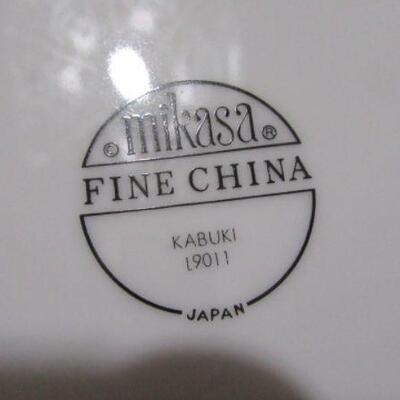 © mikasa ®
FINE CHINA
KABUKI
L9011
JAPAN